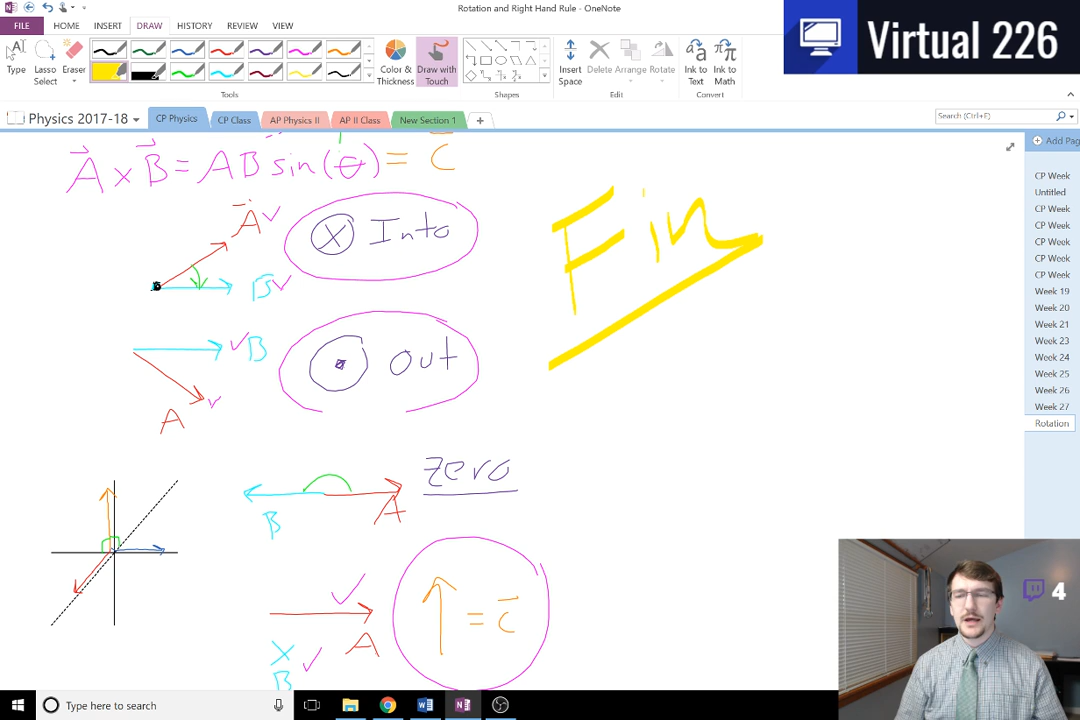 Rotation and Right Hand Rule - OneNote
Virtual 226
FILE HOME INSERT DRAW HISTORY REVIEW VIEW
Type
Lasso Select
Eraser
Color & Thickness
Draw with Touch
Insert Space
Delete
Arrange
Rotate
Ink to Text
Ink to Math
Tools
Shapes
Edit
Convert
Physics 2017-18
CP Physics
CP Class
AP Physics II
AP II Class
New Section 1
Search (Ctrl+E)
Add Pag
CP Week
Untitled
CP Week
CP Week
CP Week
CP Week
CP Week
Week 19
Week 20
Week 21
Week 23
Week 24
Week 25
Week 26
Week 27
Rotation
A x B = AB sin(θ) = C
A
X Into
B
Fin
B
Out
A
zero
B A
A
= C
X
B
4
Type here to search